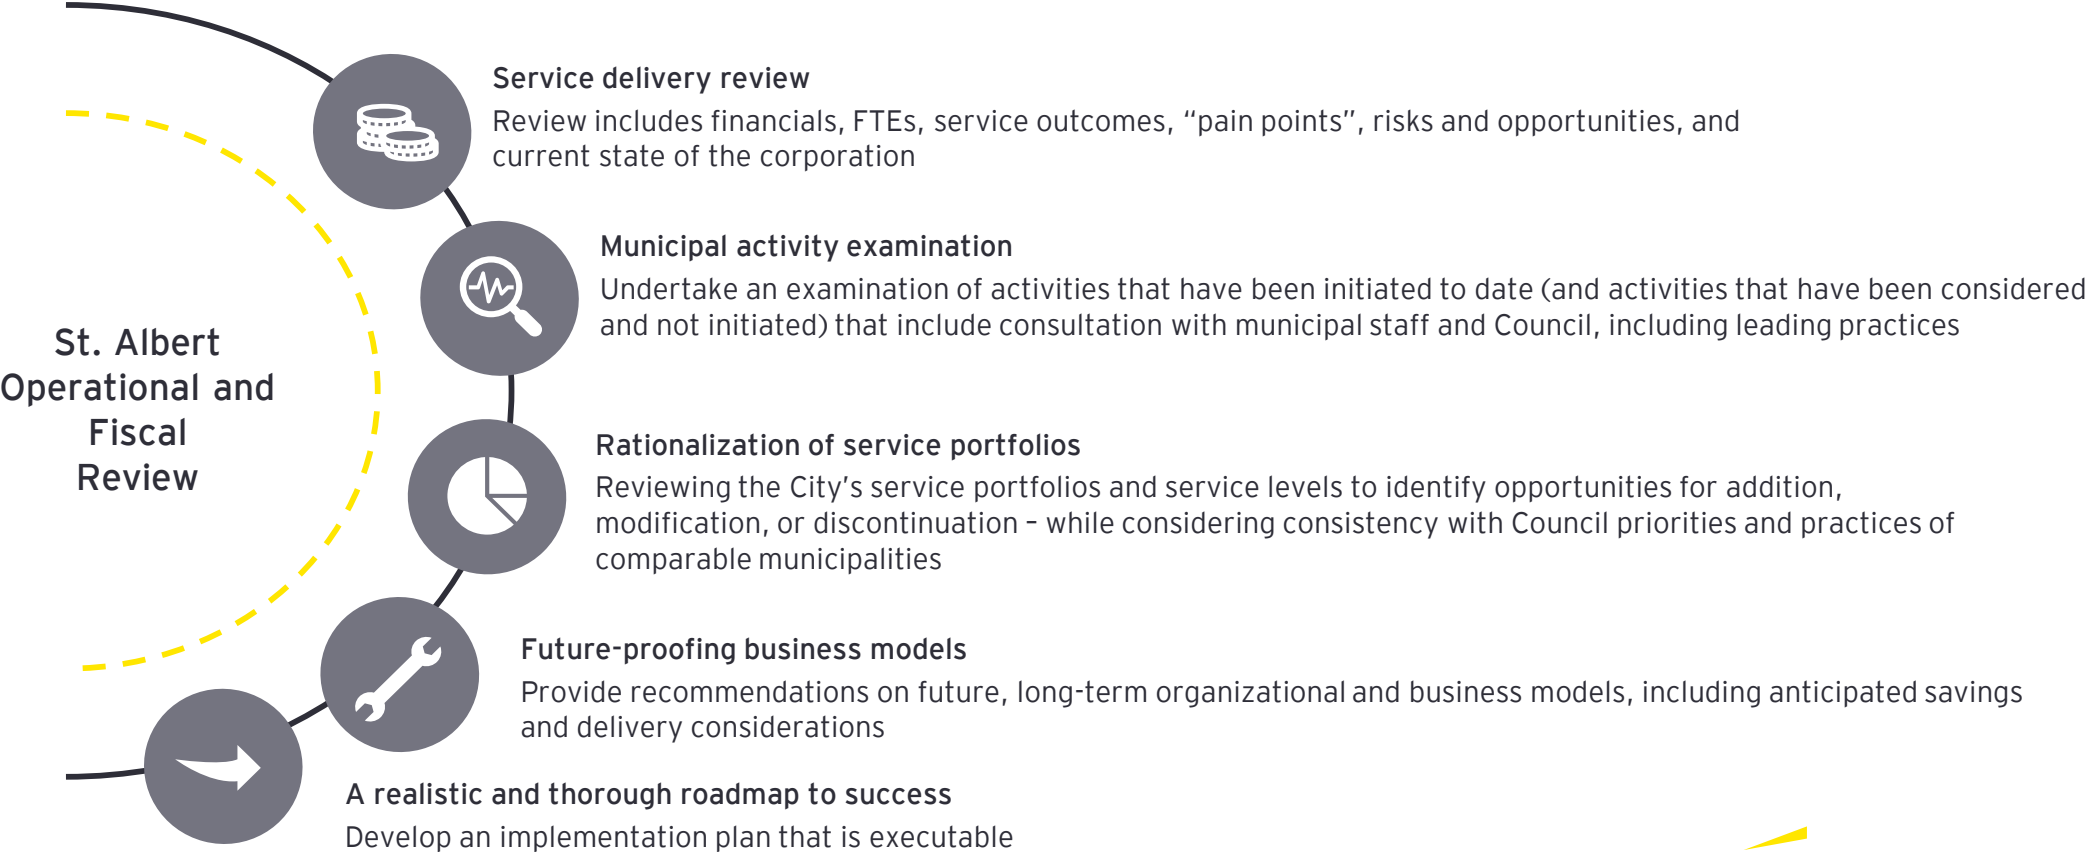 Service delivery review
Review includes financials, FTEs, service outcomes, “pain points”, risks and opportunities, and
current state of the corporation
Municipal activity examination
Undertake an examination of activities that have been initiated to date (and activities that have been considered
and not initiated) that include consultation with municipal staff and Council, including leading practices
St. Albert
Operational and
Fiscal
Review
Rationalization of service portfolios
Reviewing the City’s service portfolios and service levels to identify opportunities for addition,
modification, or discontinuation – while considering consistency with Council priorities and practices of
comparable municipalities
Future-proofing business models
Provide recommendations on future, long-term organizational and business models, including anticipated savings
and delivery considerations
A realistic and thorough roadmap to success
Develop an implementation plan that is executable